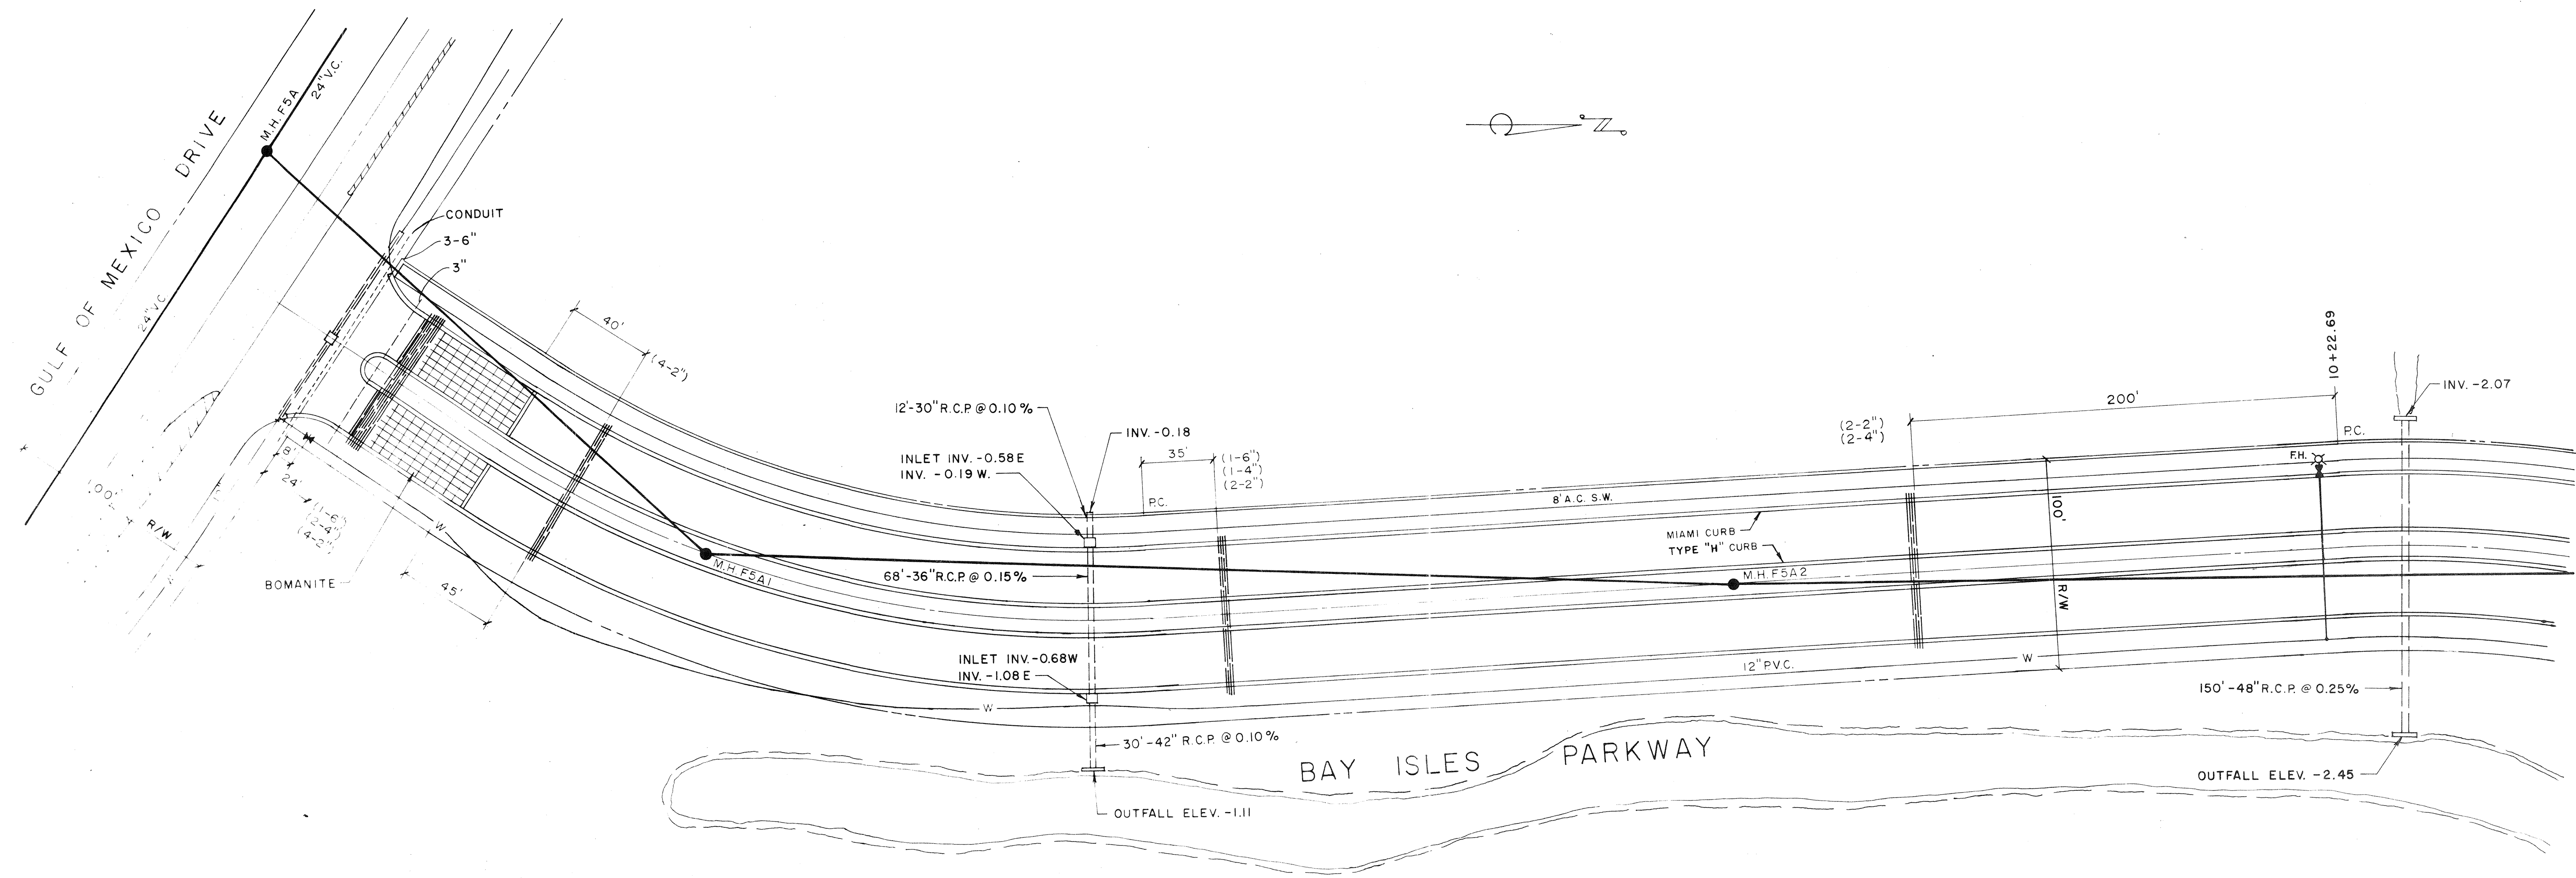 GULF OF MEXICO DRIVE
M.H. F5A
24" V.C.
24" V.C.
CONDUIT
3-6"
3"
40'
(4-2")
8'
24'
(1-6")
(2-4")
(4-2")
R/W
BOMANITE
45'
W
M.H. F5A1
12'-30" R.C.P. @ 0.10 %
INV. -0.18
INLET INV. -0.58 E
INV. -0.19 W.
35'
(1-6")
(1-4")
(2-2")
P.C.
68'-36" R.C.P. @ 0.15%
INLET INV. -0.68W
INV. -1.08 E
W
30'-42" R.C.P. @ 0.10%
OUTFALL ELEV. -1.11
BAY ISLES PARKWAY
N
8' A.C. S.W.
MIAMI CURB
TYPE "H" CURB
M.H. F5A2
12" P.V.C.
W
(2-2")
(2-4")
200'
100'
R/W
10+22.69
P.C.
F.H.
INV. -2.07
150'-48" R.C.P. @ 0.25%
OUTFALL ELEV. -2.45